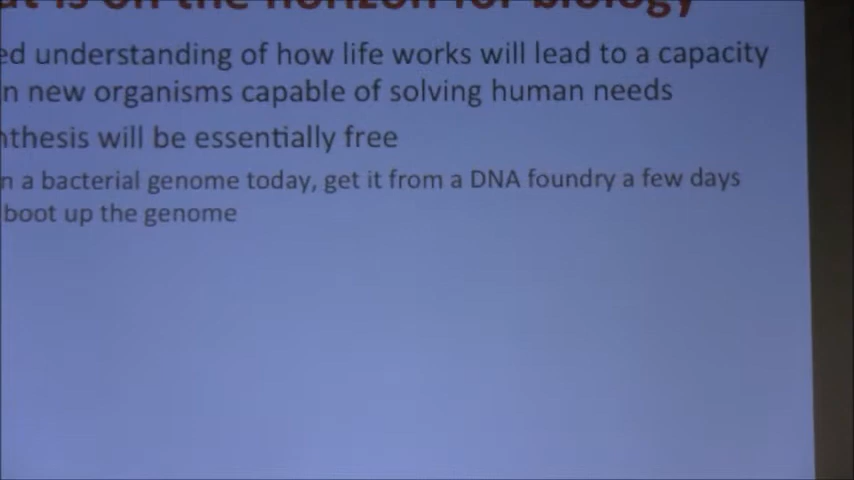 is on the horizon for biology
ed understanding of how life works will lead to a capacity
n new organisms capable of solving human needs
nthesis will be essentially free
n a bacterial genome today, get it from a DNA foundry a few days
boot up the genome